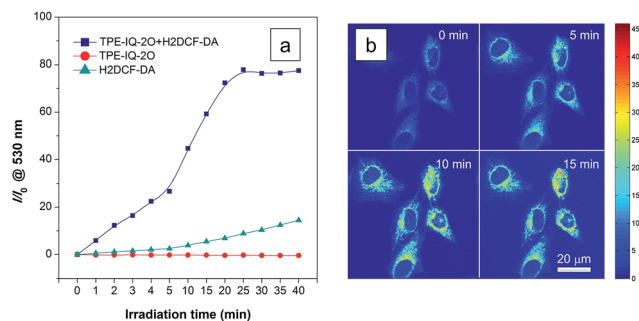 a
TPE-IQ-2O+H2DCF-DA
TPE-IQ-2O
H2DCF-DA
I/I0 @ 530 nm
100
80
60
40
20
0
0 1 2 3 4 5 10 15 20 25 30 35 40
Irradiation time (min)
b
0 min
5 min
10 min
15 min
20 μm
45
40
35
30
25
20
15
10
5
0